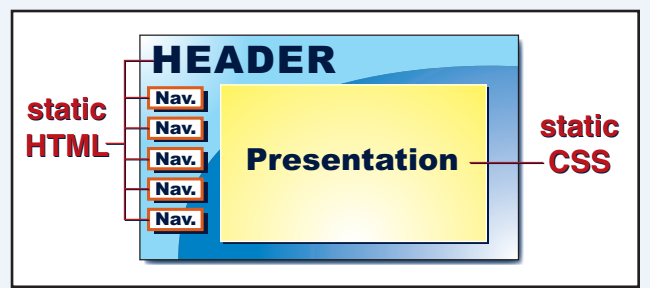 HEADER
static
HTML
Nav.
Nav.
Nav.
Nav.
Nav.
Presentation
static
CSS